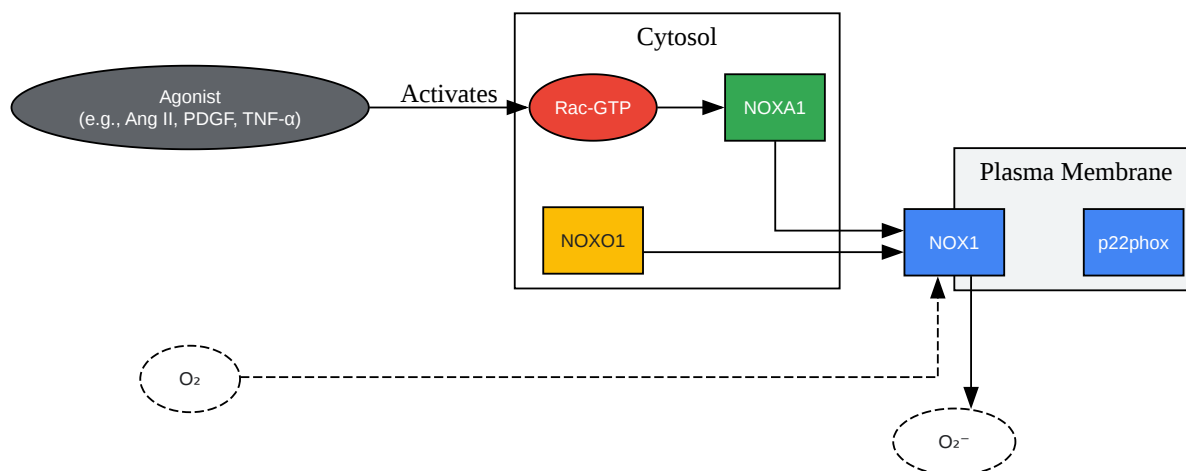 Cytosol
Agonist
(e.g., Ang II, PDGF, TNF-α)
Activates
Rac-GTP
NOXA1
Plasma Membrane
NOXO1
NOX1
p22phox
O₂
O₂⁻